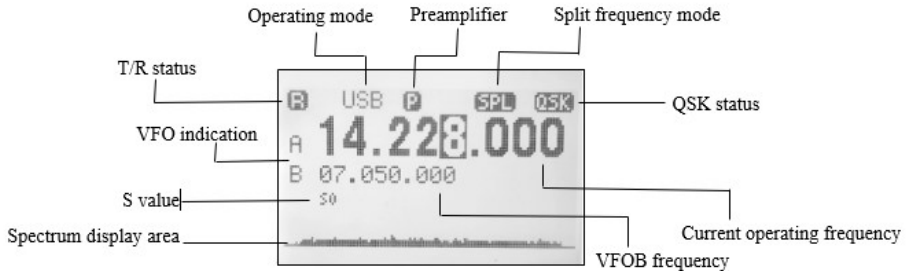 Operating mode
Preamplifier
Split frequency mode
T/R status
R USB P SPL QSK
QSK status
VFO indication
A 14.228.000
B 07.050.000
S value
S0
Spectrum display area
Current operating frequency
VFOB frequency